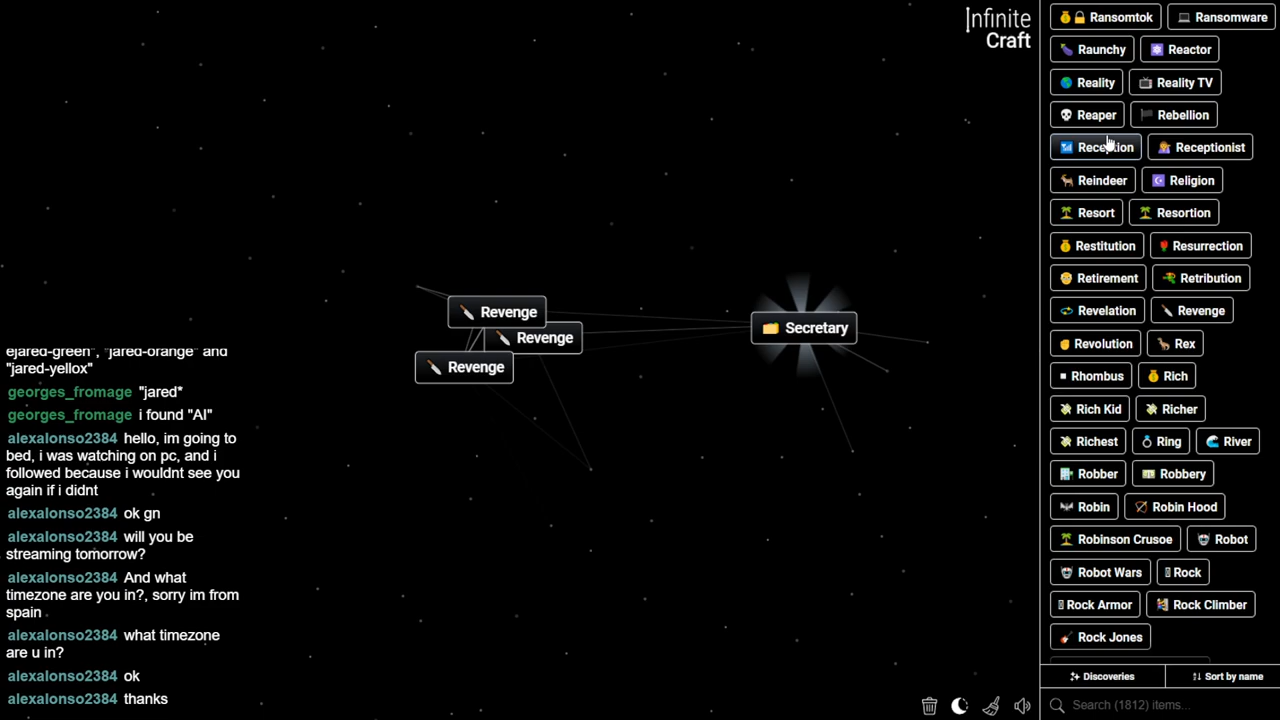 Infinite
Craft
Revenge
Revenge
Revenge
Secretary
ejared-green", "jared-orange" and
"jared-yellox"
georges_fromage "jared*
georges_fromage i found "AI"
alexalonso2384 hello, im going to
bed, i was watching on pc, and i
followed because i wouldnt see you
again if i didnt
alexalonso2384 ok gn
alexalonso2384 will you be
streaming tomorrow?
alexalonso2384 And what
timezone are you in?, sorry im from
spain
alexalonso2384 what timezone
are u in?
alexalonso2384 ok
alexalonso2384 thanks
Ransomtok Ransomware
Raunchy Reactor
Reality Reality TV
Reaper Rebellion
Reception Receptionist
Reindeer Religion
Resort Resortion
Restitution Resurrection
Retirement Retribution
Revelation Revenge
Revolution Rex
Rhombus Rich
Rich Kid Richer
Richest Ring River
Robber Robbery
Robin Robin Hood
Robinson Crusoe Robot
Robot Wars Rock
Rock Armor Rock Climber
Rock Jones
Discoveries Sort by name
Search (1812) items...